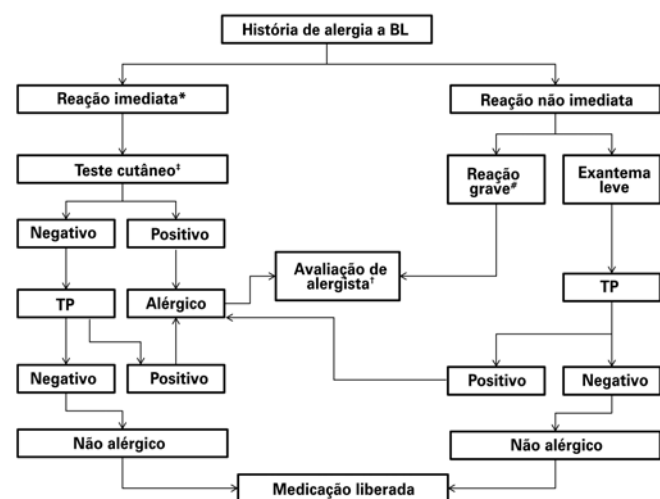 História de alergia a BL
Reação imediata*
Reação não imediata
Teste cutâneo‡
Reação
grave#
Exantema
leve
Negativo
Positivo
Avaliação de
alergista†
TP
Alérgico
TP
Negativo
Positivo
Positivo
Negativo
Não alérgico
Não alérgico
Medicação liberada